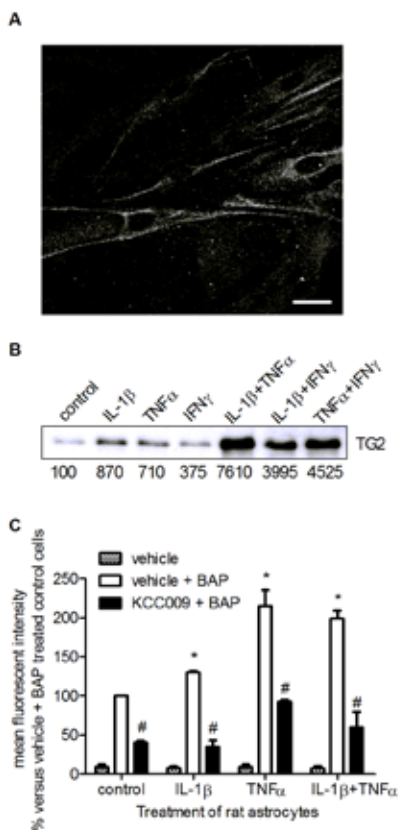 A
B
control IL-1β TNFα IFNγ IL-1β+TNFα IL-1β+IFNγ TNFα+IFNγ
TG2
100 870 710 375 7610 3995 4525
C
vehicle
vehicle + BAP
KCC009 + BAP
mean fluorescent intensity
% versus vehicle + BAP treated control cells
250
200
150
100
50
0
* * *
# # # #
control IL-1β TNFα IL-1β+TNFα
Treatment of rat astrocytes